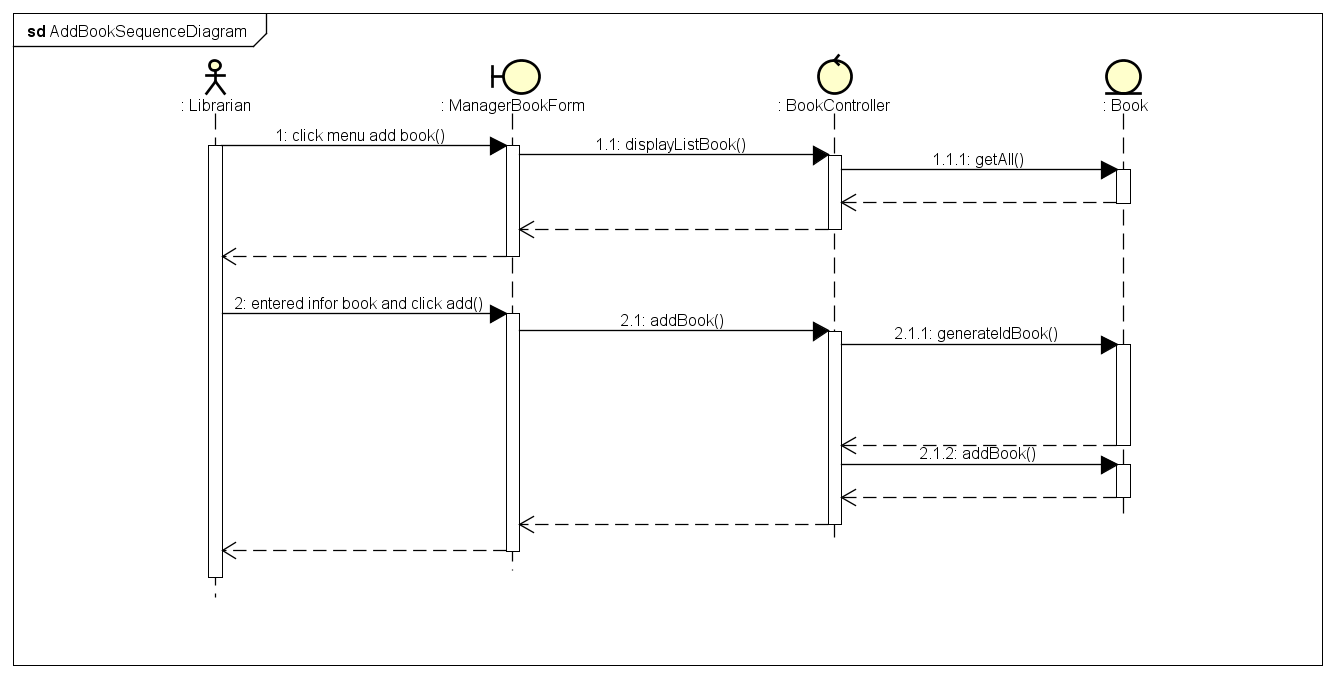 sd AddBookSequenceDiagram
: Librarian
: ManagerBookForm
: BookController
: Book
1: click menu add book()
1.1: displayListBook()
1.1.1: getAll()
2: entered infor book and click add()
2.1: addBook()
2.1.1: generateIdBook()
2.1.2: addBook()